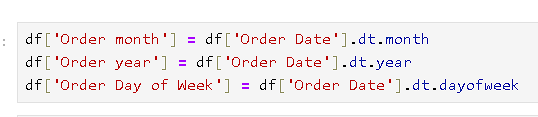 df['Order month'] = df['Order Date'].dt.month
df['Order year'] = df['Order Date'].dt.year
df['Order Day of Week'] = df['Order Date'].dt.dayofweek